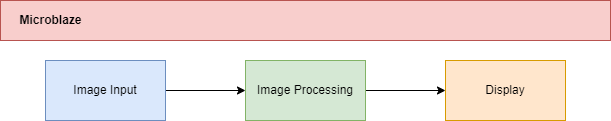 Microblaze
Image Input
Image Processing
Display